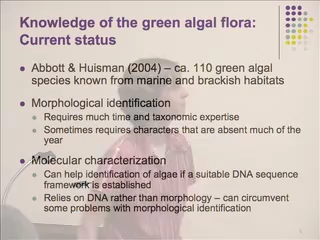 Knowledge of the green algal flora:
Current status
Abbott & Huisman (2004) – ca. 110 green algal
species known from marine and brackish habitats
Morphological identification
Requires much time and taxonomic expertise
Sometimes requires characters that are absent much of the
year
Molecular characterization
Can help identification of algae if a suitable DNA sequence
framework is established
Relies on DNA rather than morphology – can circumvent
some problems with morphological identification